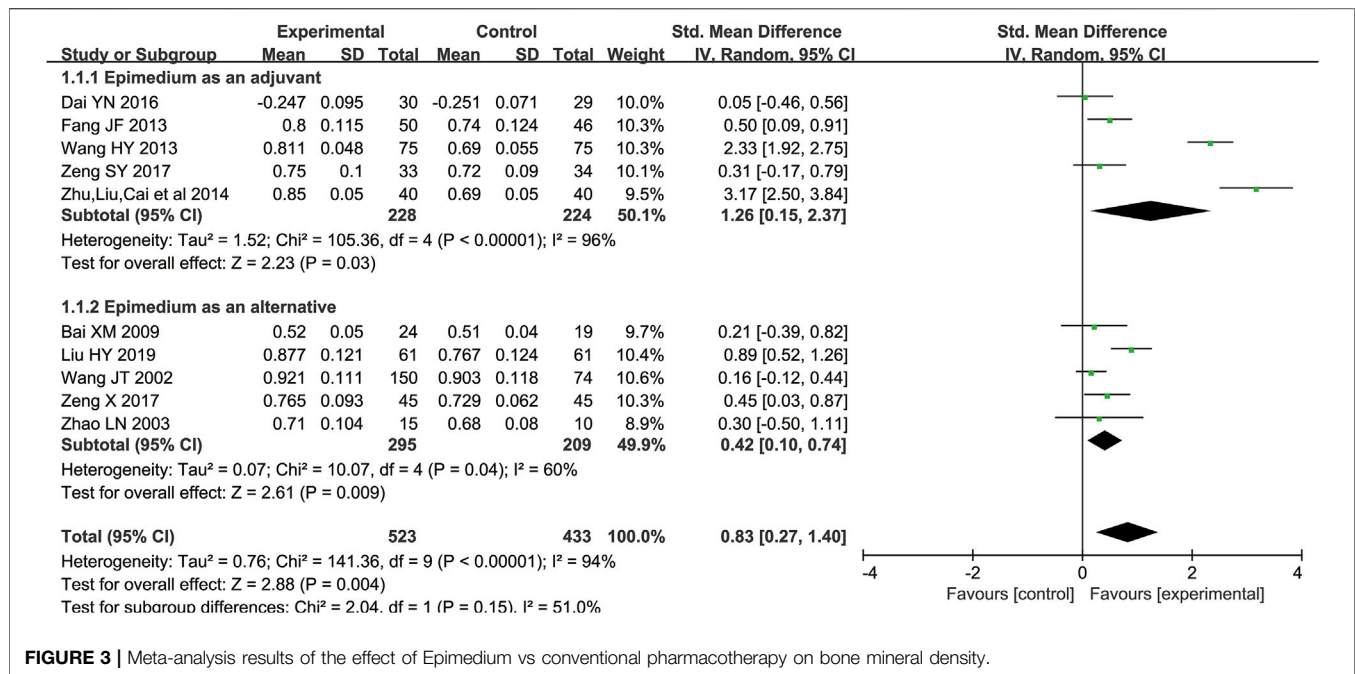 Experimental Control Std. Mean Difference Std. Mean Difference
Study or Subgroup Mean SD Total Mean SD Total Weight IV, Random, 95% CI IV, Random, 95% CI
1.1.1 Epimedium as an adjuvant
Dai YN 2016 -0.247 0.095 30 -0.251 0.071 29 10.0% 0.05 [-0.46, 0.56]
Fang JF 2013 0.8 0.115 50 0.74 0.124 46 10.3% 0.50 [0.09, 0.91]
Wang HY 2013 0.811 0.048 75 0.69 0.055 75 10.3% 2.33 [1.92, 2.75]
Zeng SY 2017 0.75 0.1 33 0.72 0.09 34 10.1% 0.31 [-0.17, 0.79]
Zhu,Liu,Cai et al 2014 0.85 0.05 40 0.69 0.05 40 9.5% 3.17 [2.50, 3.84]
Subtotal (95% CI) 228 224 50.1% 1.26 [0.15, 2.37]
Heterogeneity: Tau² = 1.52; Chi² = 105.36, df = 4 (P < 0.00001); I² = 96%
Test for overall effect: Z = 2.23 (P = 0.03)
1.1.2 Epimedium as an alternative
Bai XM 2009 0.52 0.05 24 0.51 0.04 19 9.7% 0.21 [-0.39, 0.82]
Liu HY 2019 0.877 0.121 61 0.767 0.124 61 10.4% 0.89 [0.52, 1.26]
Wang JT 2002 0.921 0.111 150 0.903 0.118 74 10.6% 0.16 [-0.12, 0.44]
Zeng X 2017 0.765 0.093 45 0.729 0.062 45 10.3% 0.45 [0.03, 0.87]
Zhao LN 2003 0.71 0.104 15 0.68 0.08 10 8.9% 0.30 [-0.50, 1.11]
Subtotal (95% CI) 295 209 49.9% 0.42 [0.10, 0.74]
Heterogeneity: Tau² = 0.07; Chi² = 10.07, df = 4 (P = 0.04); I² = 60%
Test for overall effect: Z = 2.61 (P = 0.009)
Total (95% CI) 523 433 100.0% 0.83 [0.27, 1.40]
Heterogeneity: Tau² = 0.76; Chi² = 141.36, df = 9 (P < 0.00001); I² = 94%
Test for overall effect: Z = 2.88 (P = 0.004)
Test for subgroup differences: Chi² = 2.04, df = 1 (P = 0.15), I² = 51.0%
-4 -2 0 2 4
Favours [control] Favours [experimental]
FIGURE 3 | Meta-analysis results of the effect of Epimedium vs conventional pharmacotherapy on bone mineral density.